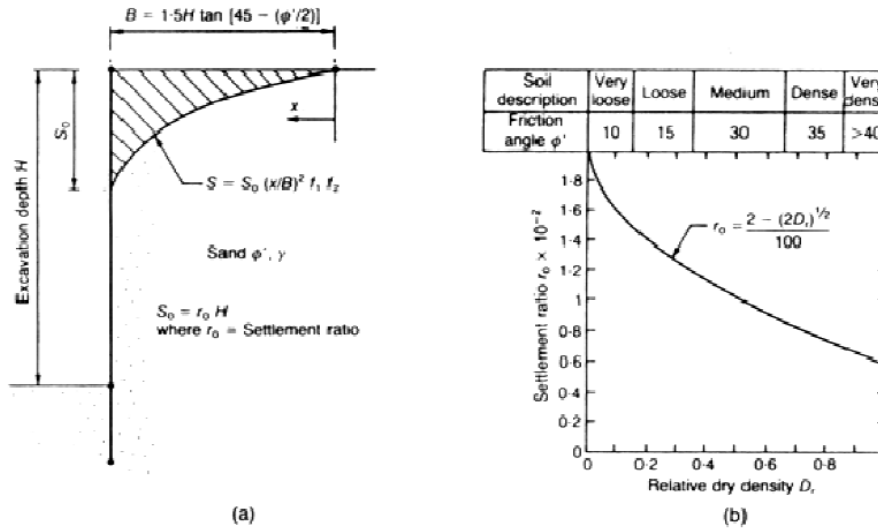 B = 1·5H tan [45 – (φ'/2)]
x
S₀
S = S₀ (x/B)² f₁ f₂
Excavation depth H
Sand φ', γ
S₀ = r₀ H
where r₀ = Settlement ratio
(a)
Soil description Very loose Loose Medium Dense Very dense
Friction angle φ' 10 15 30 35 >40
1·8
1·6
1·4
1·2
1
0·8
0·6
0·4
0·2
0
Settlement ratio r₀ × 10⁻²
r₀ = 2 – (2Dᵣ)^1/2 / 100
0 0·2 0·4 0·6 0·8
Relative dry density Dᵣ
(b)